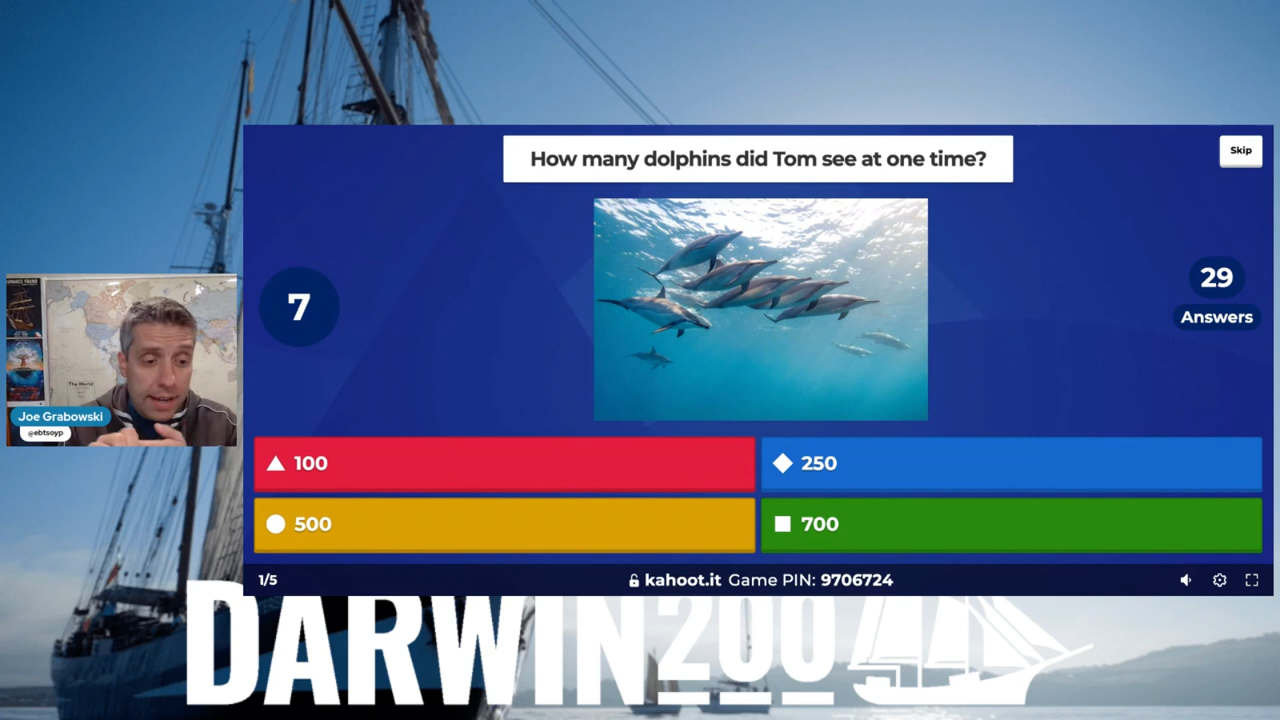 How many dolphins did Tom see at one time?
Skip
7
29
Answers
The World
Joe Grabowski
@ebtsoyp
100
250
500
700
1/5
kahoot.it Game PIN: 9706724
DARWIN200